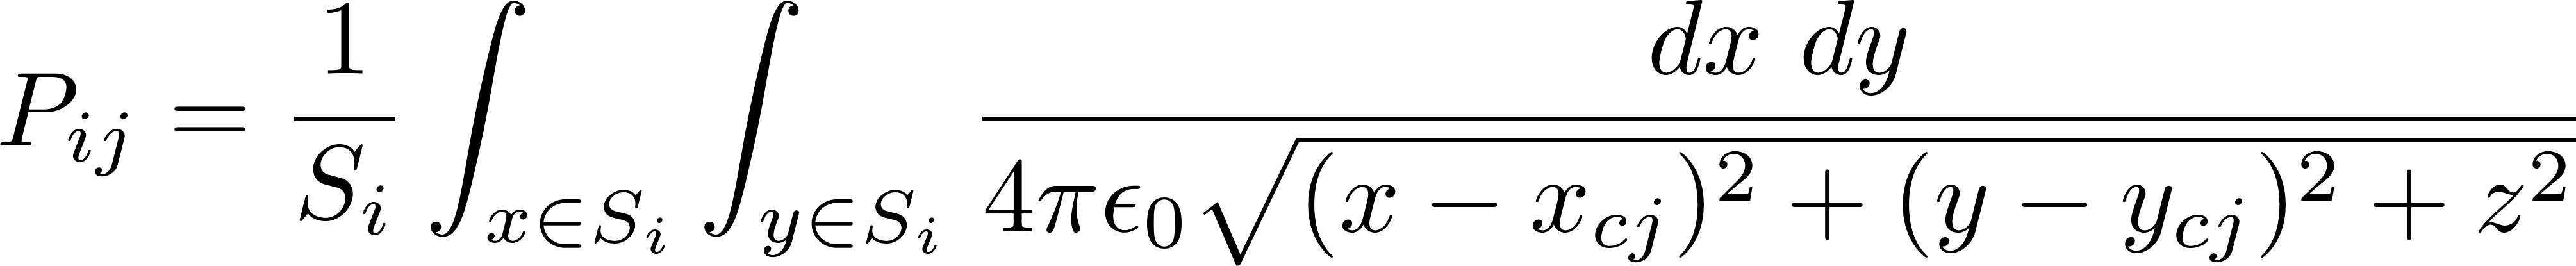 P_{ij} = \frac{1}{S_i} \int_{x \in S_i} \int_{y \in S_i} \frac{dx \ dy}{4\pi\epsilon_0 \sqrt{(x - x_{cj})^2 + (y - y_{cj})^2 + z^2}}